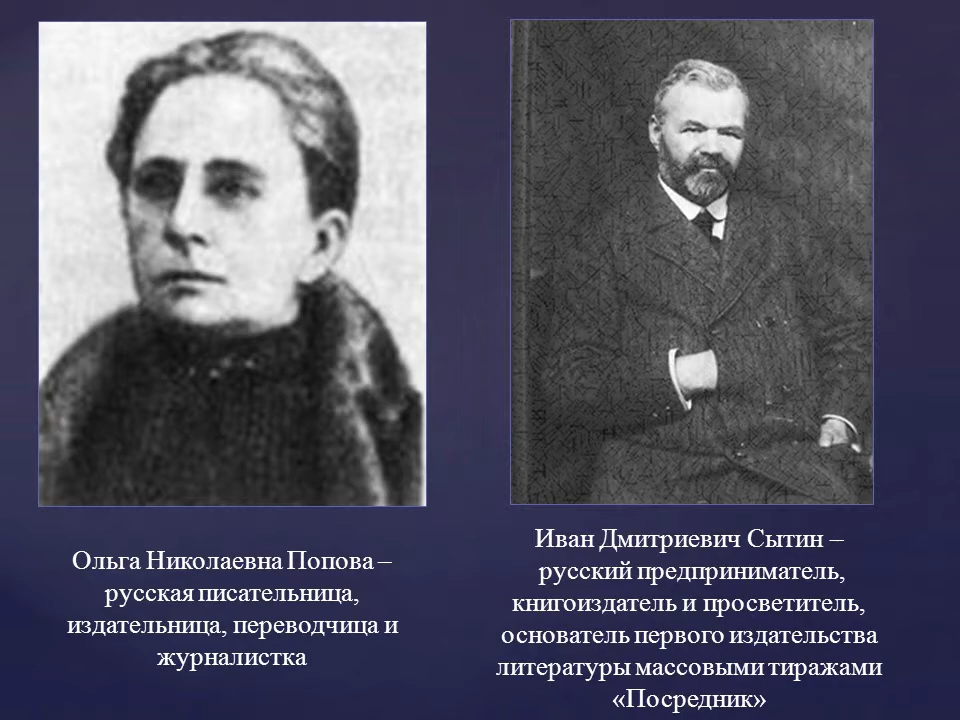 Ольга Николаевна Попова –
русская писательница,
издательница, переводчица и
журналистка
Иван Дмитриевич Сытин –
русский предприниматель,
книгоиздатель и просветитель,
основатель первого издательства
литературы массовыми тиражами
«Посредник»